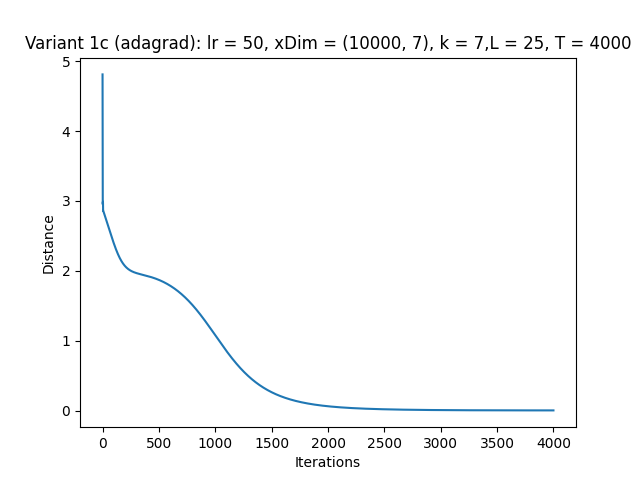 Variant 1c (adagrad): lr = 50, xDim = (10000, 7), k = 7,L = 25, T = 4000
5
4
3
2
1
0
Distance
0 500 1000 1500 2000 2500 3000 3500 4000
Iterations